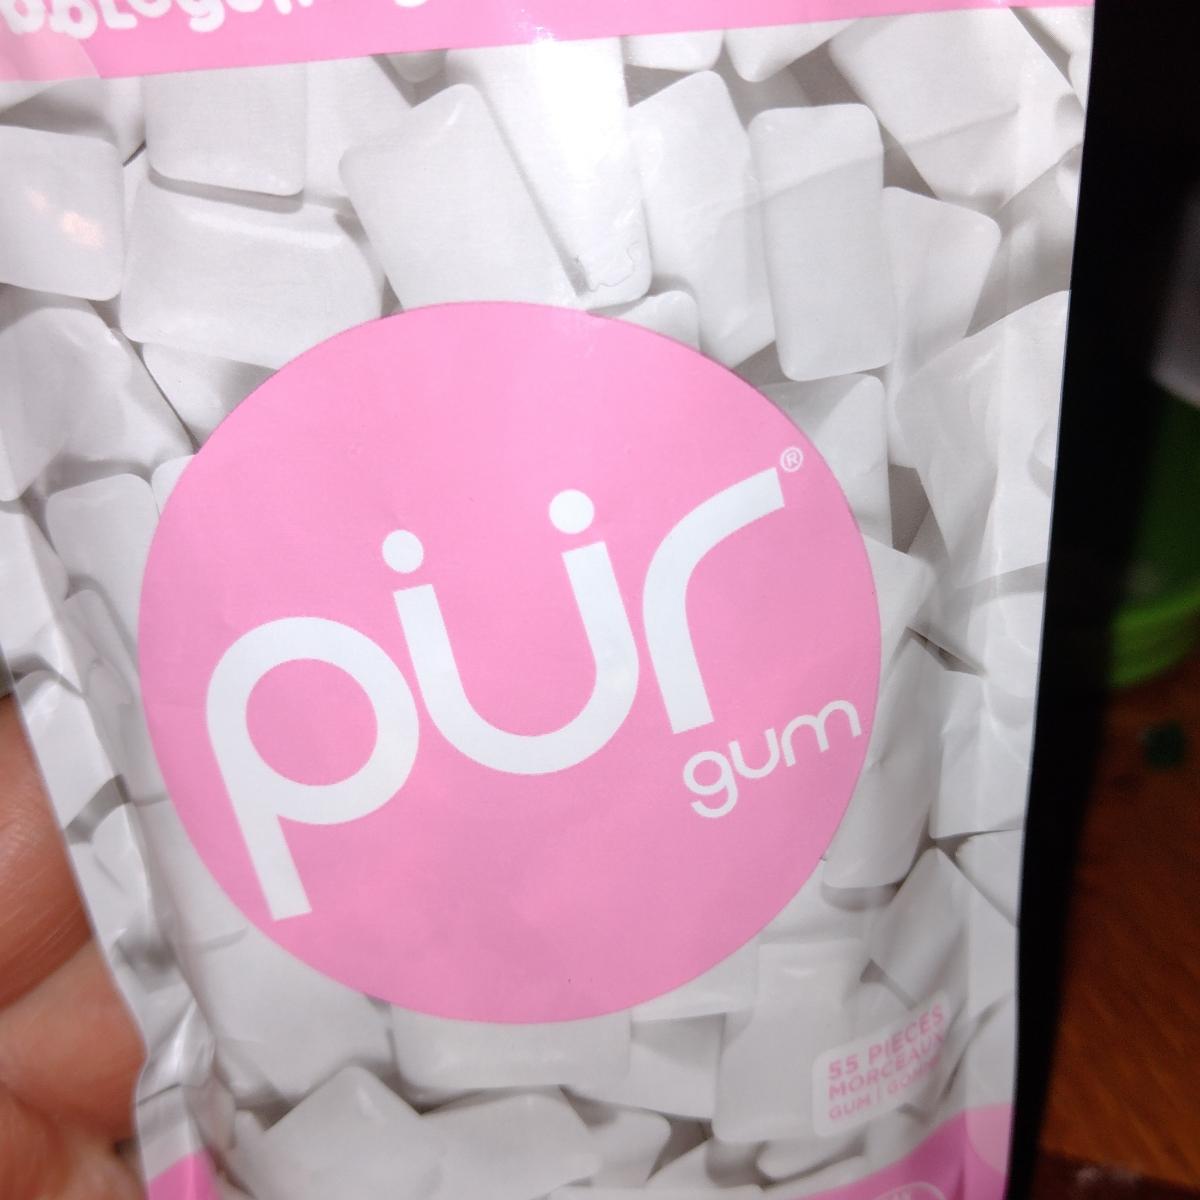 pür®
gum
55 PIECES
MORCEAUX
GUM |